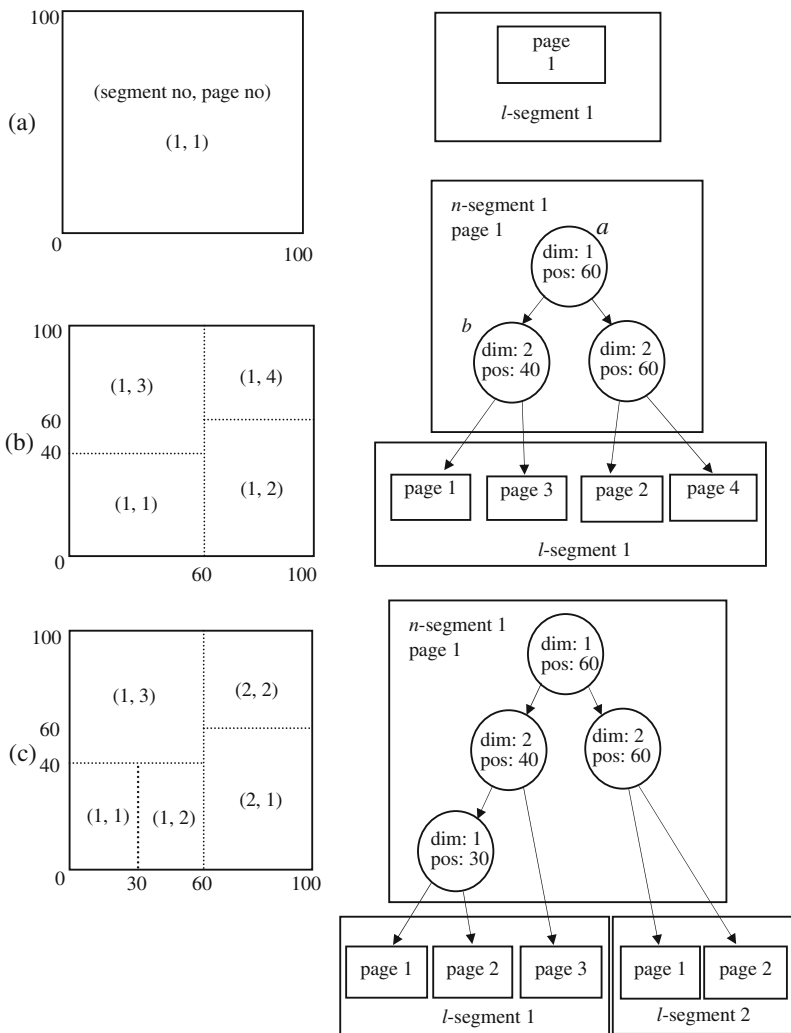 (a)
100
(segment no, page no)
(1, 1)
0
100
page
1
l-segment 1
(b)
100
60
40
0
60
100
(1, 3)
(1, 4)
(1, 1)
(1, 2)
n-segment 1
page 1
a
dim: 1
pos: 60
b
dim: 2
pos: 40
dim: 2
pos: 60
page 1
page 3
page 2
page 4
l-segment 1
(c)
100
60
40
0
30
60
100
(1, 3)
(2, 2)
(1, 1)
(1, 2)
(2, 1)
n-segment 1
page 1
dim: 1
pos: 60
dim: 2
pos: 40
dim: 2
pos: 60
dim: 1
pos: 30
page 1
page 2
page 3
l-segment 1
page 1
page 2
l-segment 2